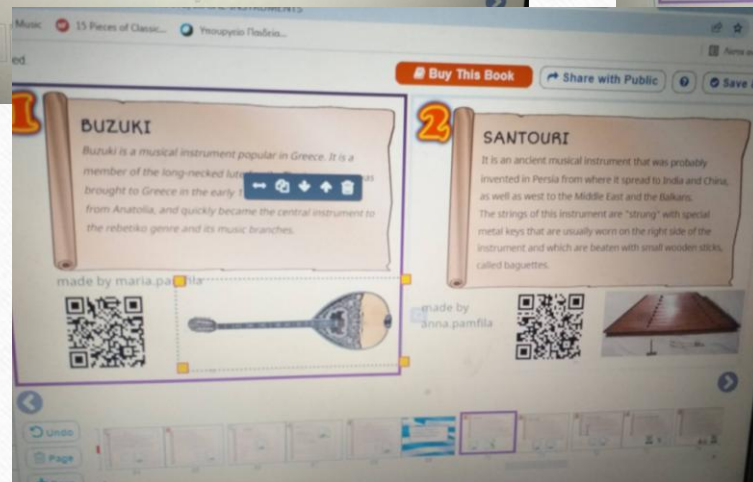 Music
15 Pieces of Classic...
Υπουργείο Παιδεία...
ed.
Buy This Book
Share with Public
?
Save
1
BUZUKI
Buzuki is a musical instrument popular in Greece. It is a
member of the long-necked lute
was
brought to Greece in the early 1
from Anatolia, and quickly became the central instrument to
the rebetiko genre and its music branches.
made by maria.pa fila
2
SANTOURI
It is an ancient musical instrument that was probably
invented in Persia from where it spread to India and China,
as well as west to the Middle East and the Balkans.
The strings of this instrument are "strung" with special
metal keys that are usually worn on the right side of the
instrument and which are beaten with small wooden sticks,
called baguettes.
made by
anna.pamfila
Undo
Page